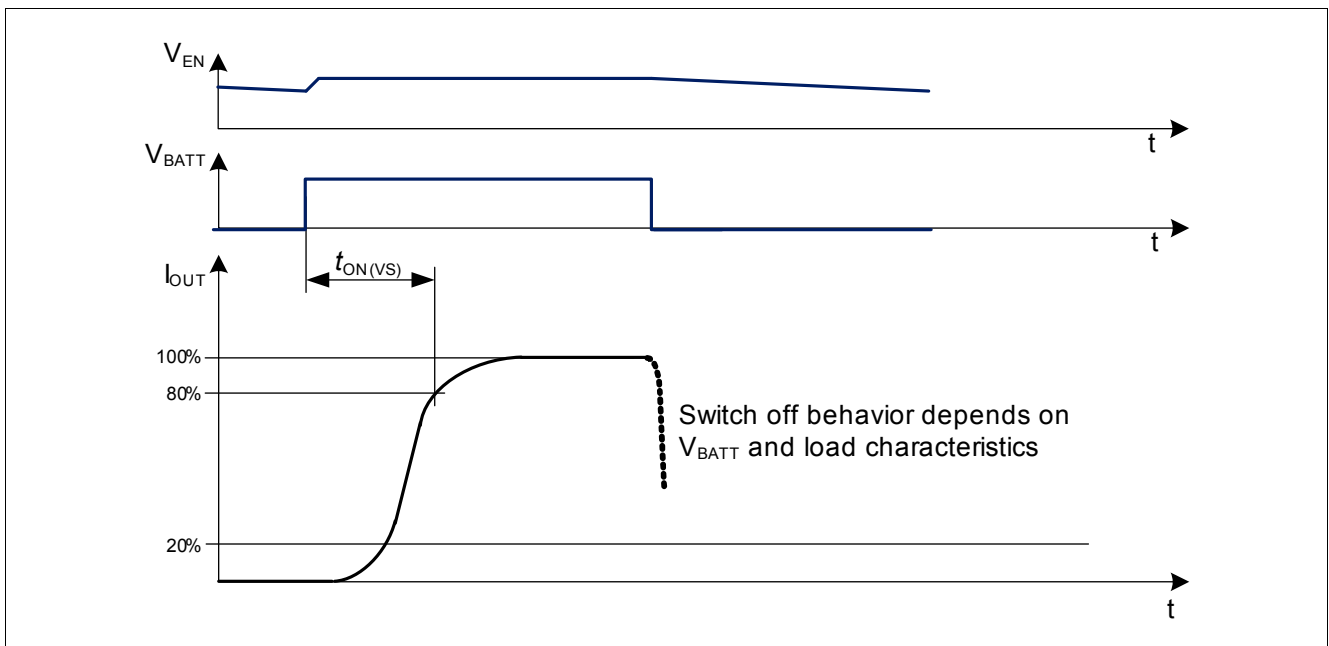 VEN
t
VBATT
t
tON(VS)
IOUT
100%
80%
Switch off behavior depends on
VBATT and load characteristics
20%
t